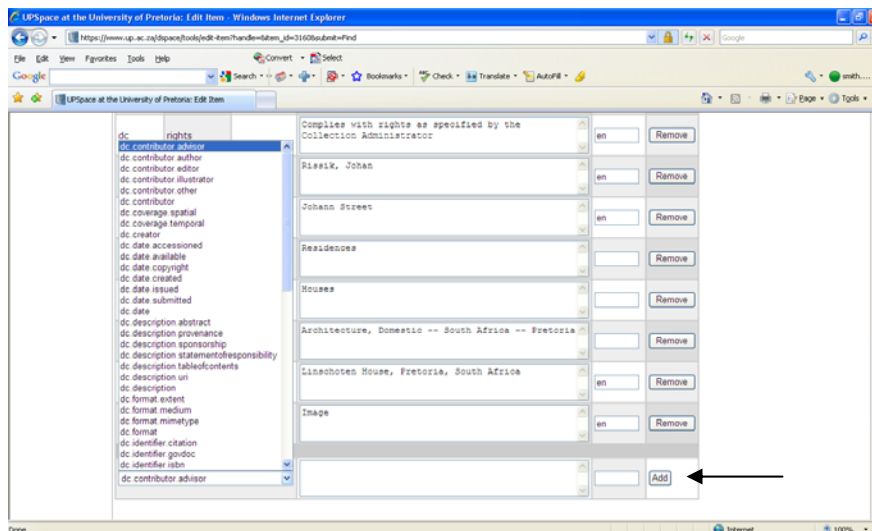 UPSpace at the University of Pretoria: Edit Item - Windows Internet Explorer
https://www.up.ac.za/dspace/tools/edit-item?handle=&item_id=3160&submit=Find
Google
File Edit View Favorites Tools Help
Convert
Select
Google
Search
Bookmarks
Check
Translate
AutoFill
smith....
UPSpace at the University of Pretoria: Edit Item
Page
Tools
dc rights
Complies with rights as specified by the
Collection Administrator
en
Remove
dc.contributor.advisor
dc.contributor.author
dc.contributor.editor
dc.contributor.illustrator
dc.contributor.other
dc.contributor
dc.coverage.spatial
dc.coverage.temporal
dc.creator
dc.date.accessioned
dc.date.available
dc.date.copyright
dc.date.created
dc.date.issued
dc.date.submitted
dc.date
dc.description.abstract
dc.description.provenance
dc.description.sponsorship
dc.description.statementofresponsibility
dc.description.tableofcontents
dc.description.uri
dc.description
dc.format.extent
dc.format.medium
dc.format.mimetype
dc.format
dc.identifier.citation
dc.identifier.govdoc
dc.identifier.isbn
Rissik, Johan
en
Remove
Johann Street
en
Remove
Residences
Remove
Houses
Remove
Architecture, Domestic -- South Africa -- Pretoria
Remove
Linschoten House, Pretoria, South Africa
en
Remove
Image
en
Remove
dc.contributor.advisor
Add
Done
Internet
100%